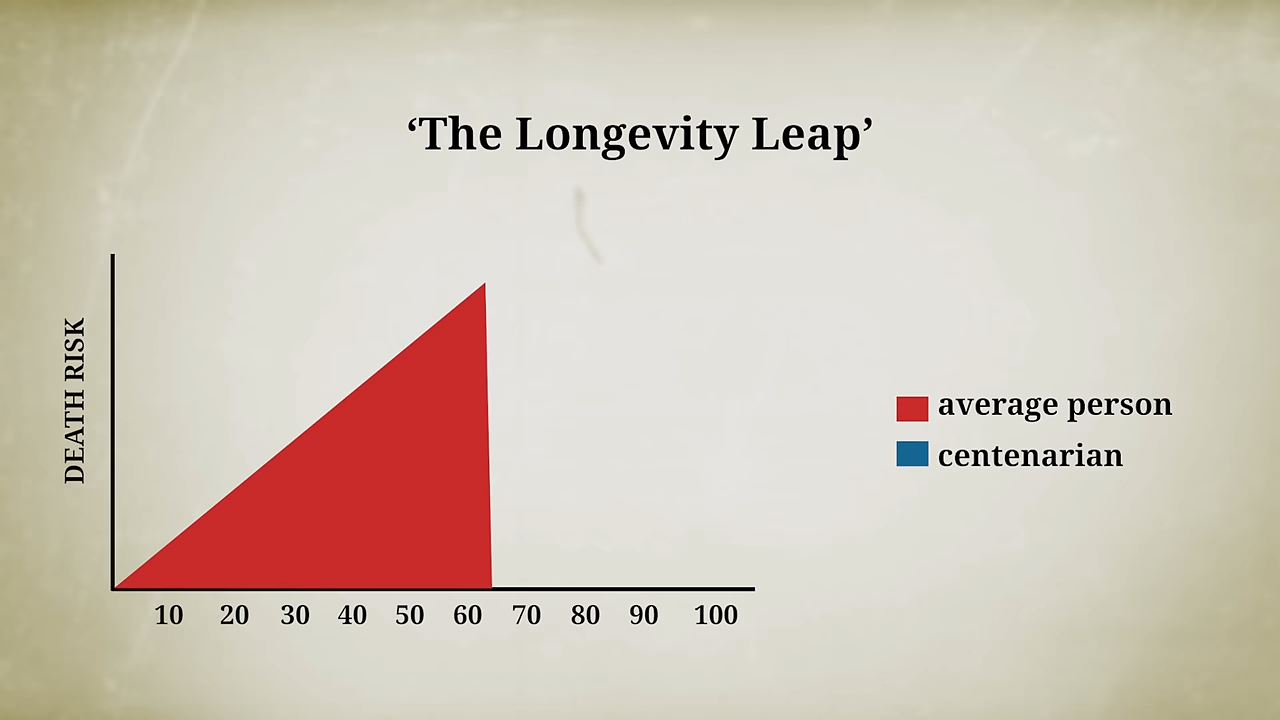 ‘The Longevity Leap’
DEATH RISK
average person
centenarian
10 20 30 40 50 60 70 80 90 100